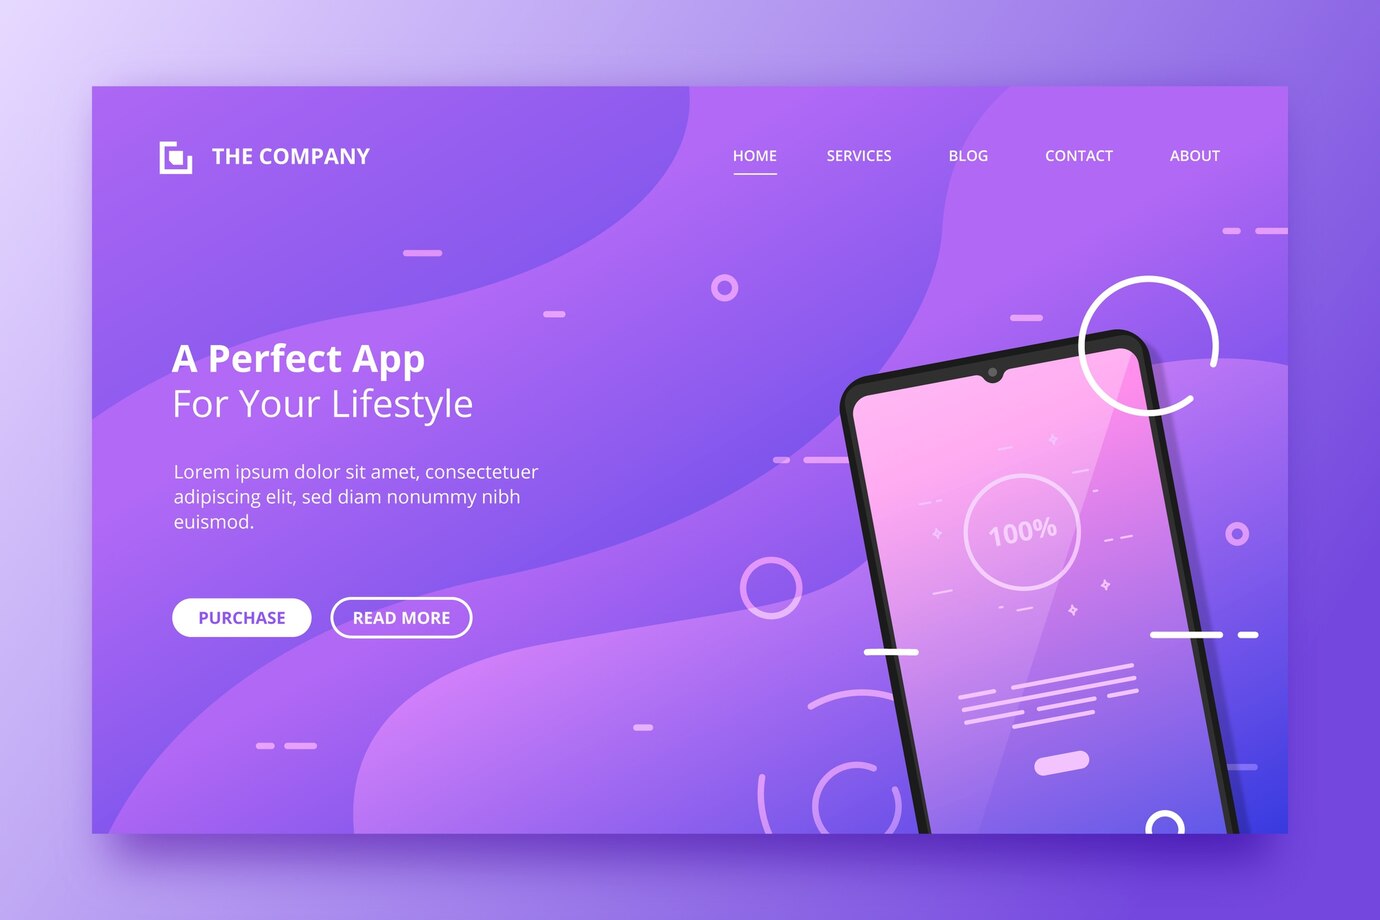 THE COMPANY
HOME SERVICES BLOG CONTACT ABOUT
A Perfect App
For Your Lifestyle
Lorem ipsum dolor sit amet, consectetuer
adipiscing elit, sed diam nonummy nibh
euismod.
PURCHASE READ MORE
100%